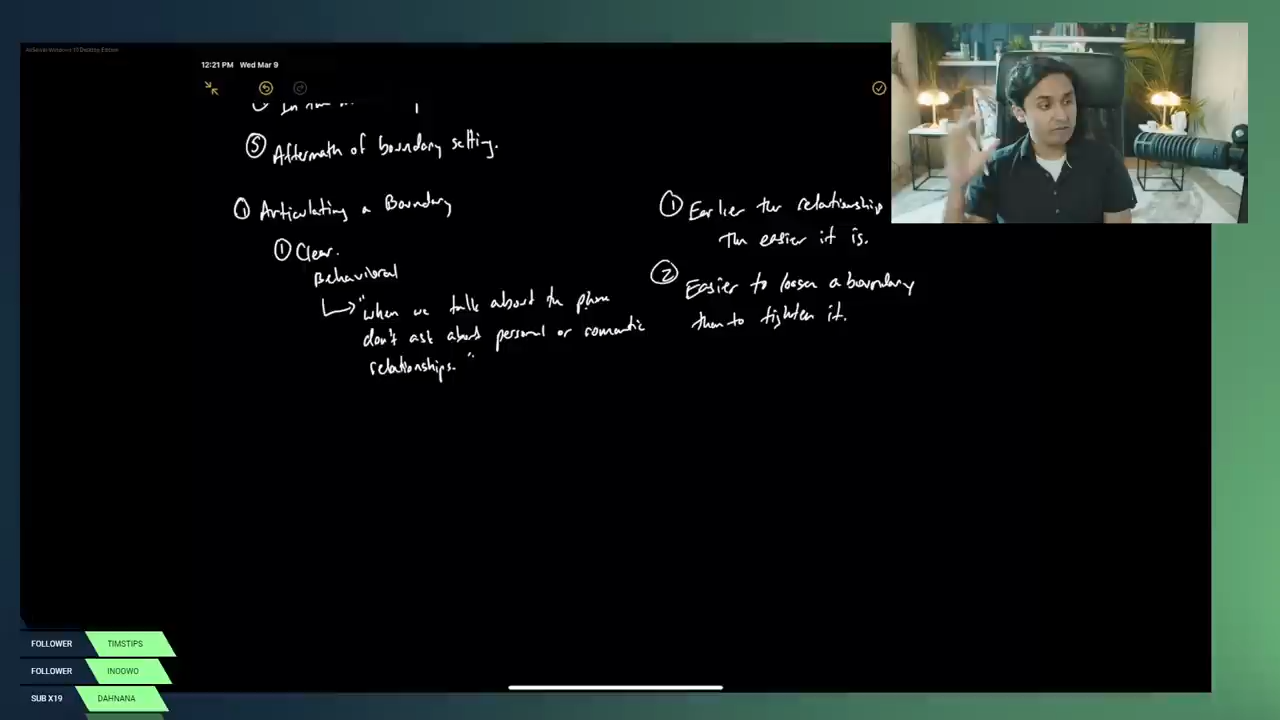 12:21 PM Wed Mar 9
⑤ Aftermath of boundary setting.
① Articulating a Boundary
① Clear.
Behavioral
"when we talk about the phone
don't ask about personal or romantic
relationships."
① Earlier the relationship
The easier it is.
② Easier to loosen a boundary
than to tighten it.
FOLLOWER TIMSTIPS
FOLLOWER INOOWO
SUB X19 DAHNANA